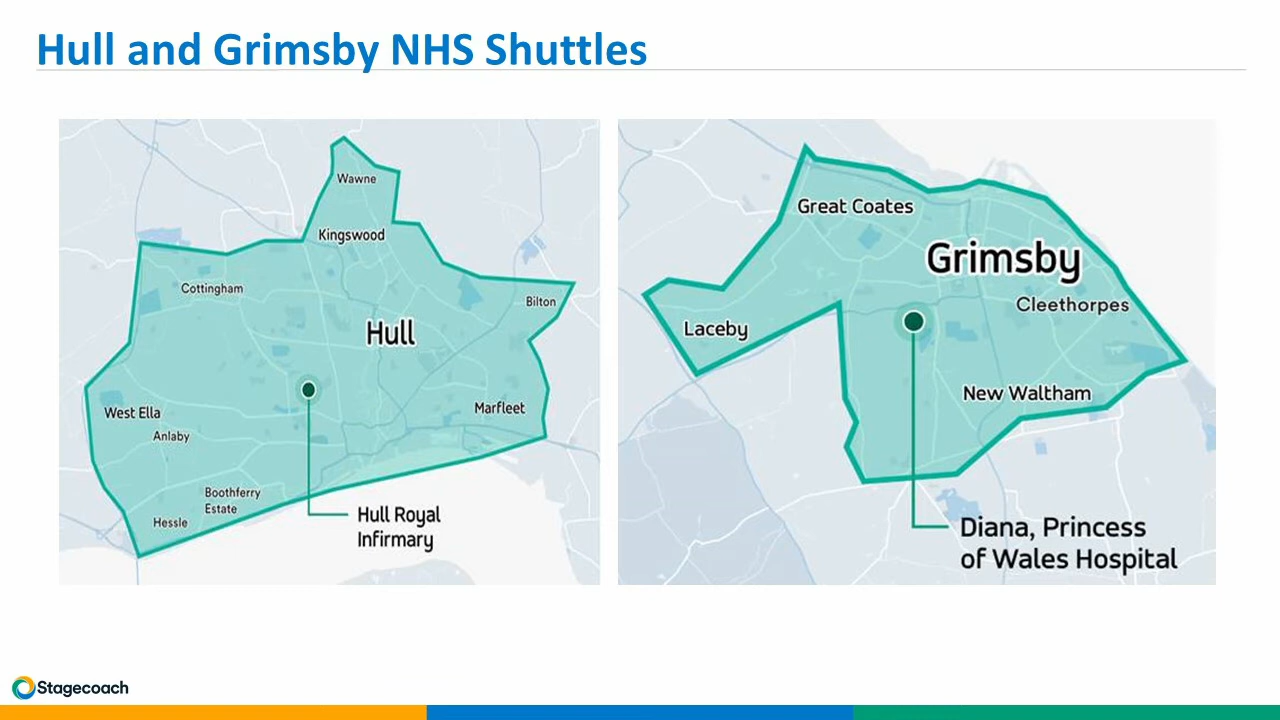 Hull and Grimsby NHS Shuttles
Wawne
Kingswood
Cottingham
Bilton
Hull
West Ella
Marfleet
Anlaby
Boothferry
Estate
Hessle
Hull Royal
Infirmary
Great Coates
Grimsby
Cleethorpes
Laceby
New Waltham
Diana, Princess
of Wales Hospital
Stagecoach